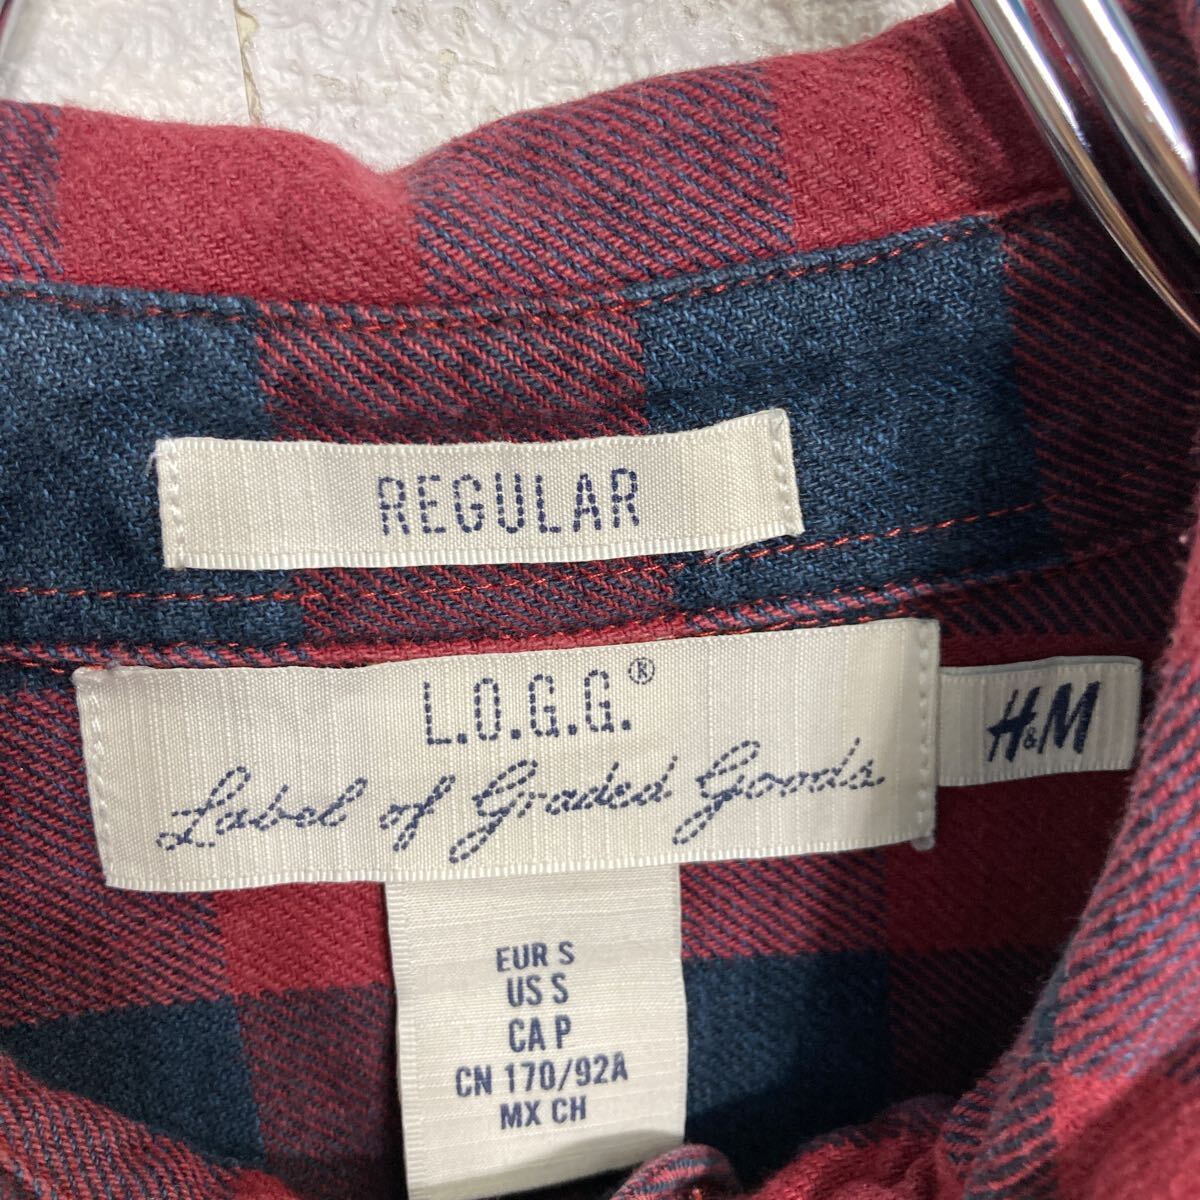 REGULAR
L.O.G.G.®
Label of Graded Goods
H&M
EUR S
US S
CA P
CN 170/92A
MX CH